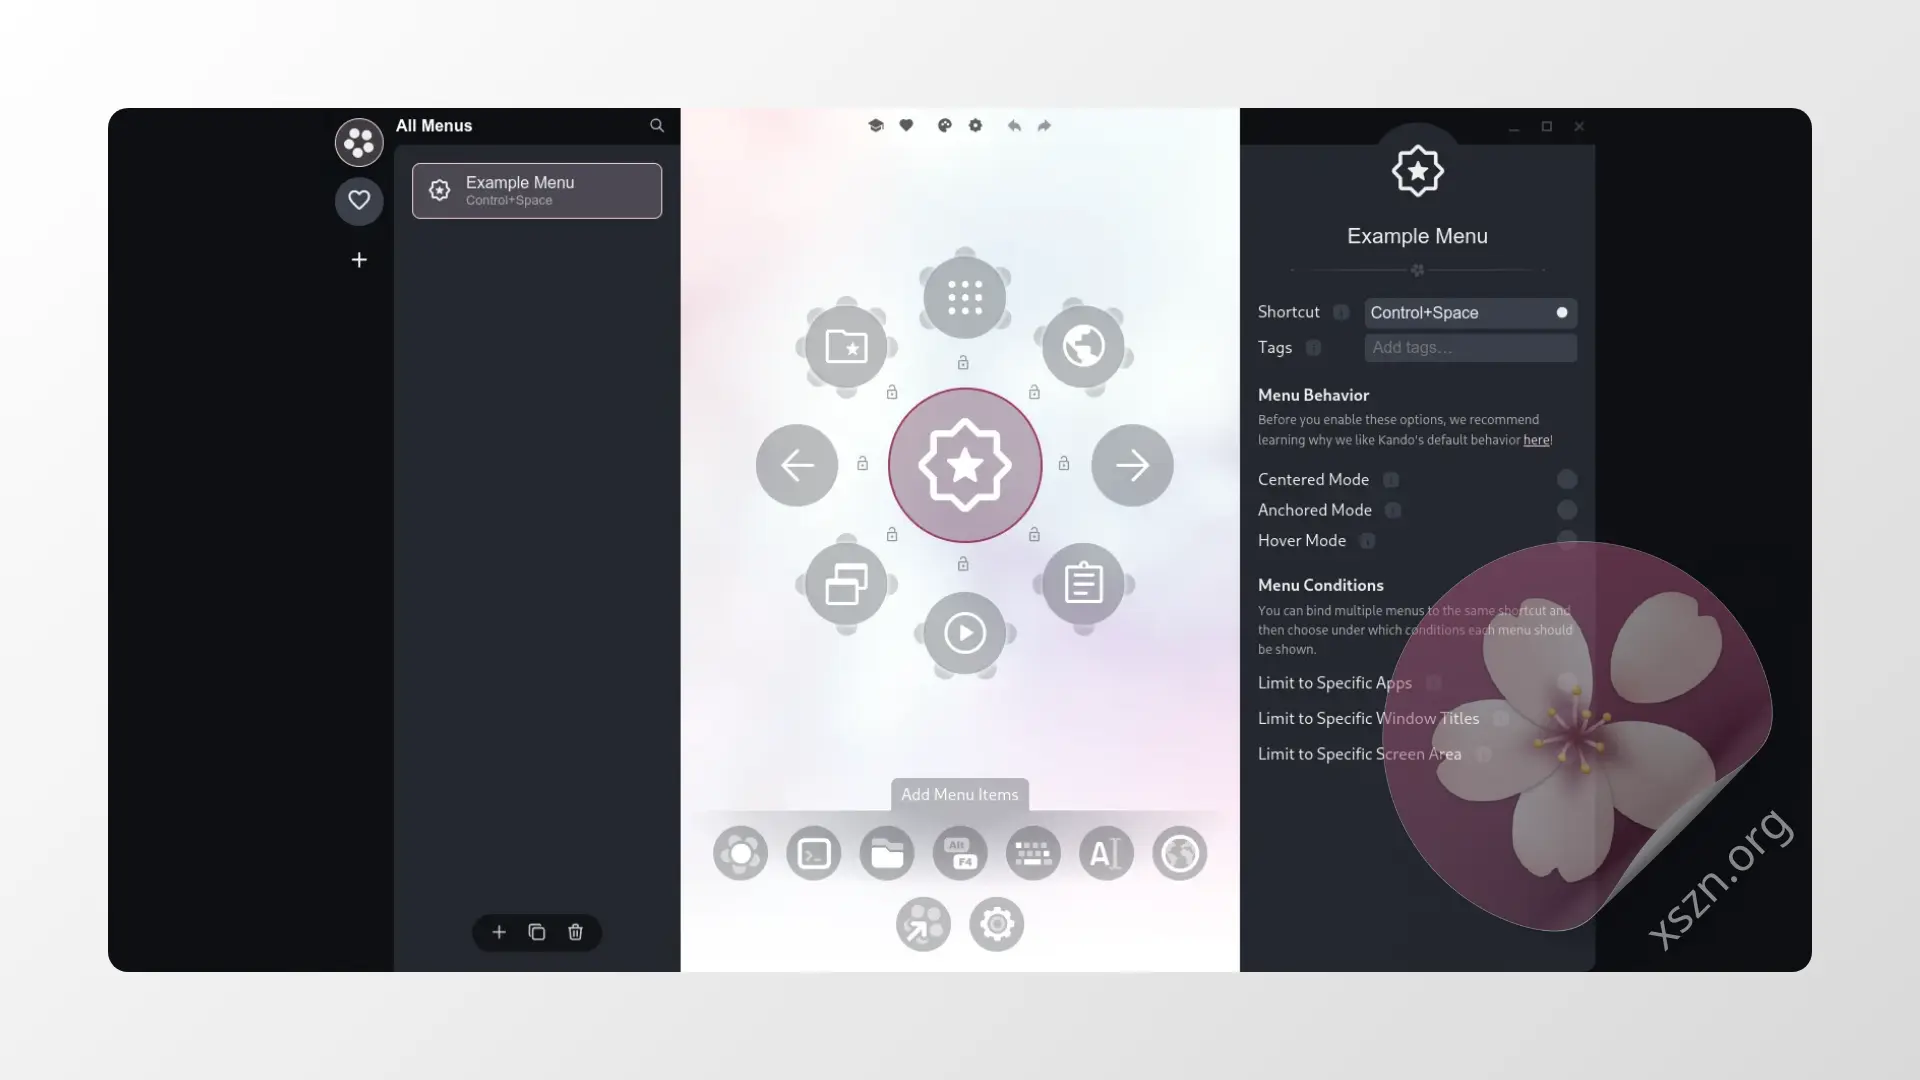 All Menus
Example Menu
Control+Space
Add Menu Items
Alt
F4
A
Example Menu
Shortcut
Control+Space
Tags
Add tags…
Menu Behavior
Before you enable these options, we recommend
learning why we like Kando's default behavior here!
Centered Mode
Anchored Mode
Hover Mode
Menu Conditions
You can bind multiple menus to the same shortcut and
then choose under which conditions each menu should
be shown.
Limit to Specific Apps
Limit to Specific Window Titles
Limit to Specific Screen Area
xszn.org